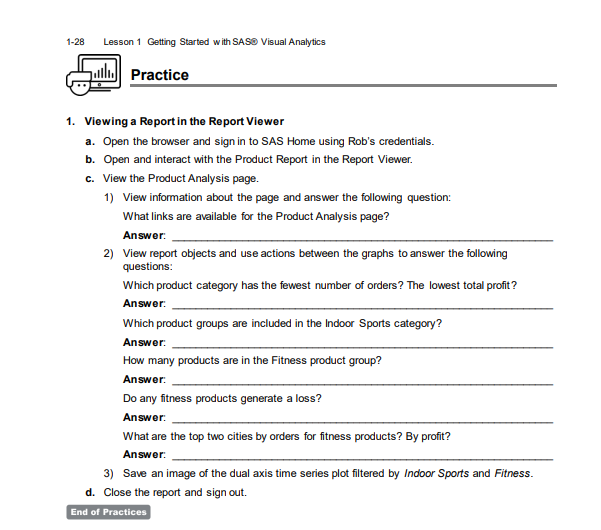 1-28 Lesson 1 Getting Started with SAS® Visual Analytics
Practice
1. Viewing a Report in the Report Viewer
a. Open the browser and sign in to SAS Home using Rob's credentials.
b. Open and interact with the Product Report in the Report Viewer.
c. View the Product Analysis page.
1) View information about the page and answer the following question:
What links are available for the Product Analysis page?
Answer: ___
2) View report objects and use actions between the graphs to answer the following
questions:
Which product category has the fewest number of orders? The lowest total profit?
Answer: ___
Which product groups are included in the Indoor Sports category?
Answer: ___
How many products are in the Fitness product group?
Answer: ___
Do any fitness products generate a loss?
Answer: ___
What are the top two cities by orders for fitness products? By profit?
Answer: ___
3) Save an image of the dual axis time series plot filtered by Indoor Sports and Fitness.
d. Close the report and sign out.
End of Practices